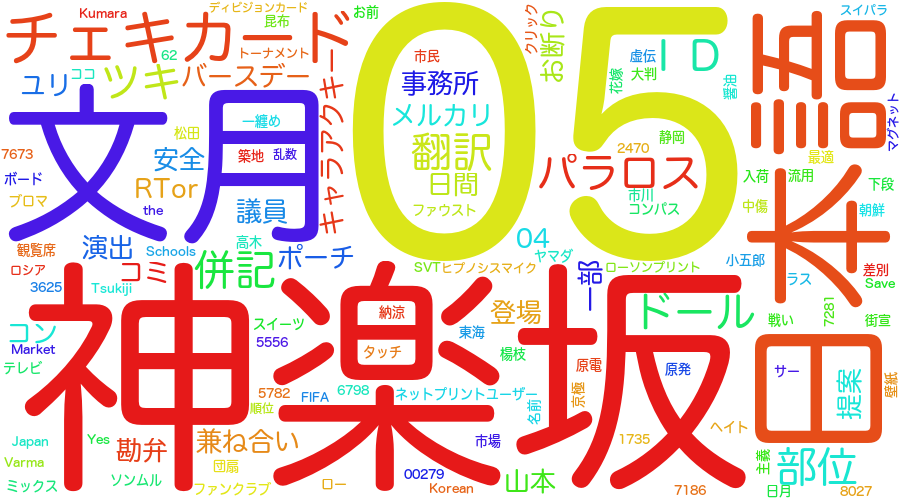 チェキカード
Kumara
ディビジョンカード
昆布
お前
トーナメント
62
ココ
ユリ
ツキ
バースデー
05
市民
クリック
お断り
スイパラ
虚伝
ＩＤ
大判
花嫁
語
事務所
メルカリ
翻訳
日間
ファウスト
文月
一纏め
松田
キャラアクキード
マグネット
7673
安全
築地
乱数
静岡
2470
最適
パラロス
ボード
RTor
入荷
流用
下段
ブロマ
the
議員
市川
コンパス
中傷
朝鮮
本
観覧席
演出
Schools
高木
04
ヤマダ
小五郎
ロシア
コミ
併記
ポーチ
SVT
ヒプノシスマイク
一部
ローソンプリント
ラス
差別
Save
3625
Tsukiji
神楽坂
納涼
登場
ドール
7281
戦い
街宣
コン
スイーツ
東海
Market
5556
タッチ
楊枝
テレビ
原電
原発
サー
日
提案
壁紙
5782
FIFA
6798
ネットプリントユーザー
京極
順位
名前
ヘイト
Japan
Yes
勘弁
兼ね合い
市場
1735
Varma
団扇
主義
部位
ミックス
ソンムル
ファンクラブ
ロー
00279
Korean
山本
7186
日月
8027